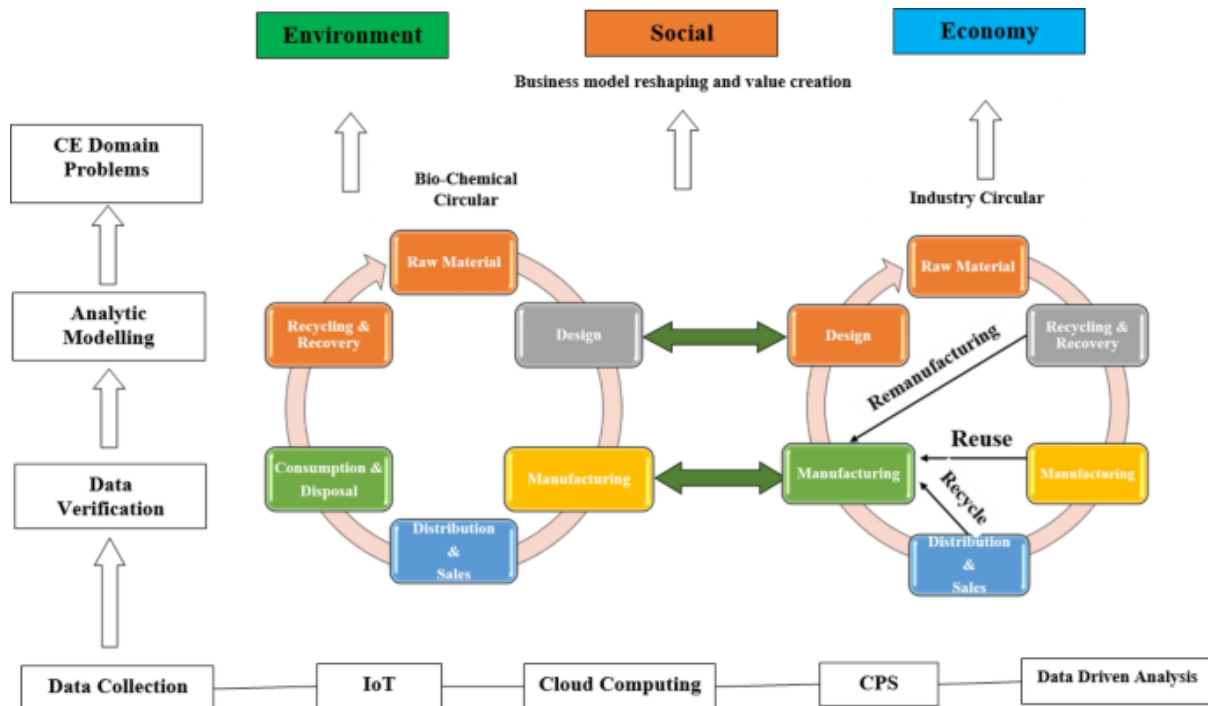 Environment
Social
Economy
Business model reshaping and value creation
CE Domain
Problems
Bio-Chemical
Circular
Industry Circular
Raw Material
Raw Material
Analytic
Modelling
Recycling &
Recovery
Design
Design
Recycling &
Recovery
Remanufacturing
Reuse
Recycle
Consumption &
Disposal
Manufacturing
Manufacturing
Manufacturing
Data
Verification
Distribution
&
Sales
Distribution
&
Sales
Data Collection
IoT
Cloud Computing
CPS
Data Driven Analysis